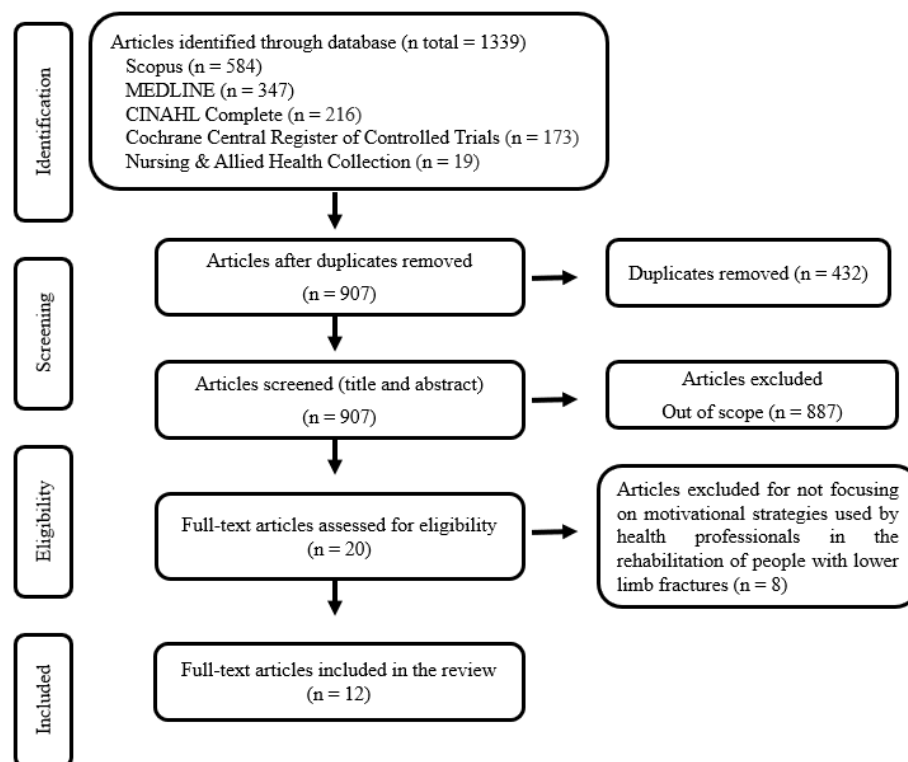 Identification
Articles identified through database (n total = 1339)
Scopus (n = 584)
MEDLINE (n = 347)
CINAHL Complete (n = 216)
Cochrane Central Register of Controlled Trials (n = 173)
Nursing & Allied Health Collection (n = 19)
Screening
Articles after duplicates removed
(n = 907)
Duplicates removed (n = 432)
Articles screened (title and abstract)
(n = 907)
Articles excluded
Out of scope (n = 887)
Eligibility
Full-text articles assessed for eligibility
(n = 20)
Articles excluded for not focusing
on motivational strategies used by
health professionals in the
rehabilitation of people with lower
limb fractures (n = 8)
Included
Full-text articles included in the review
(n = 12)